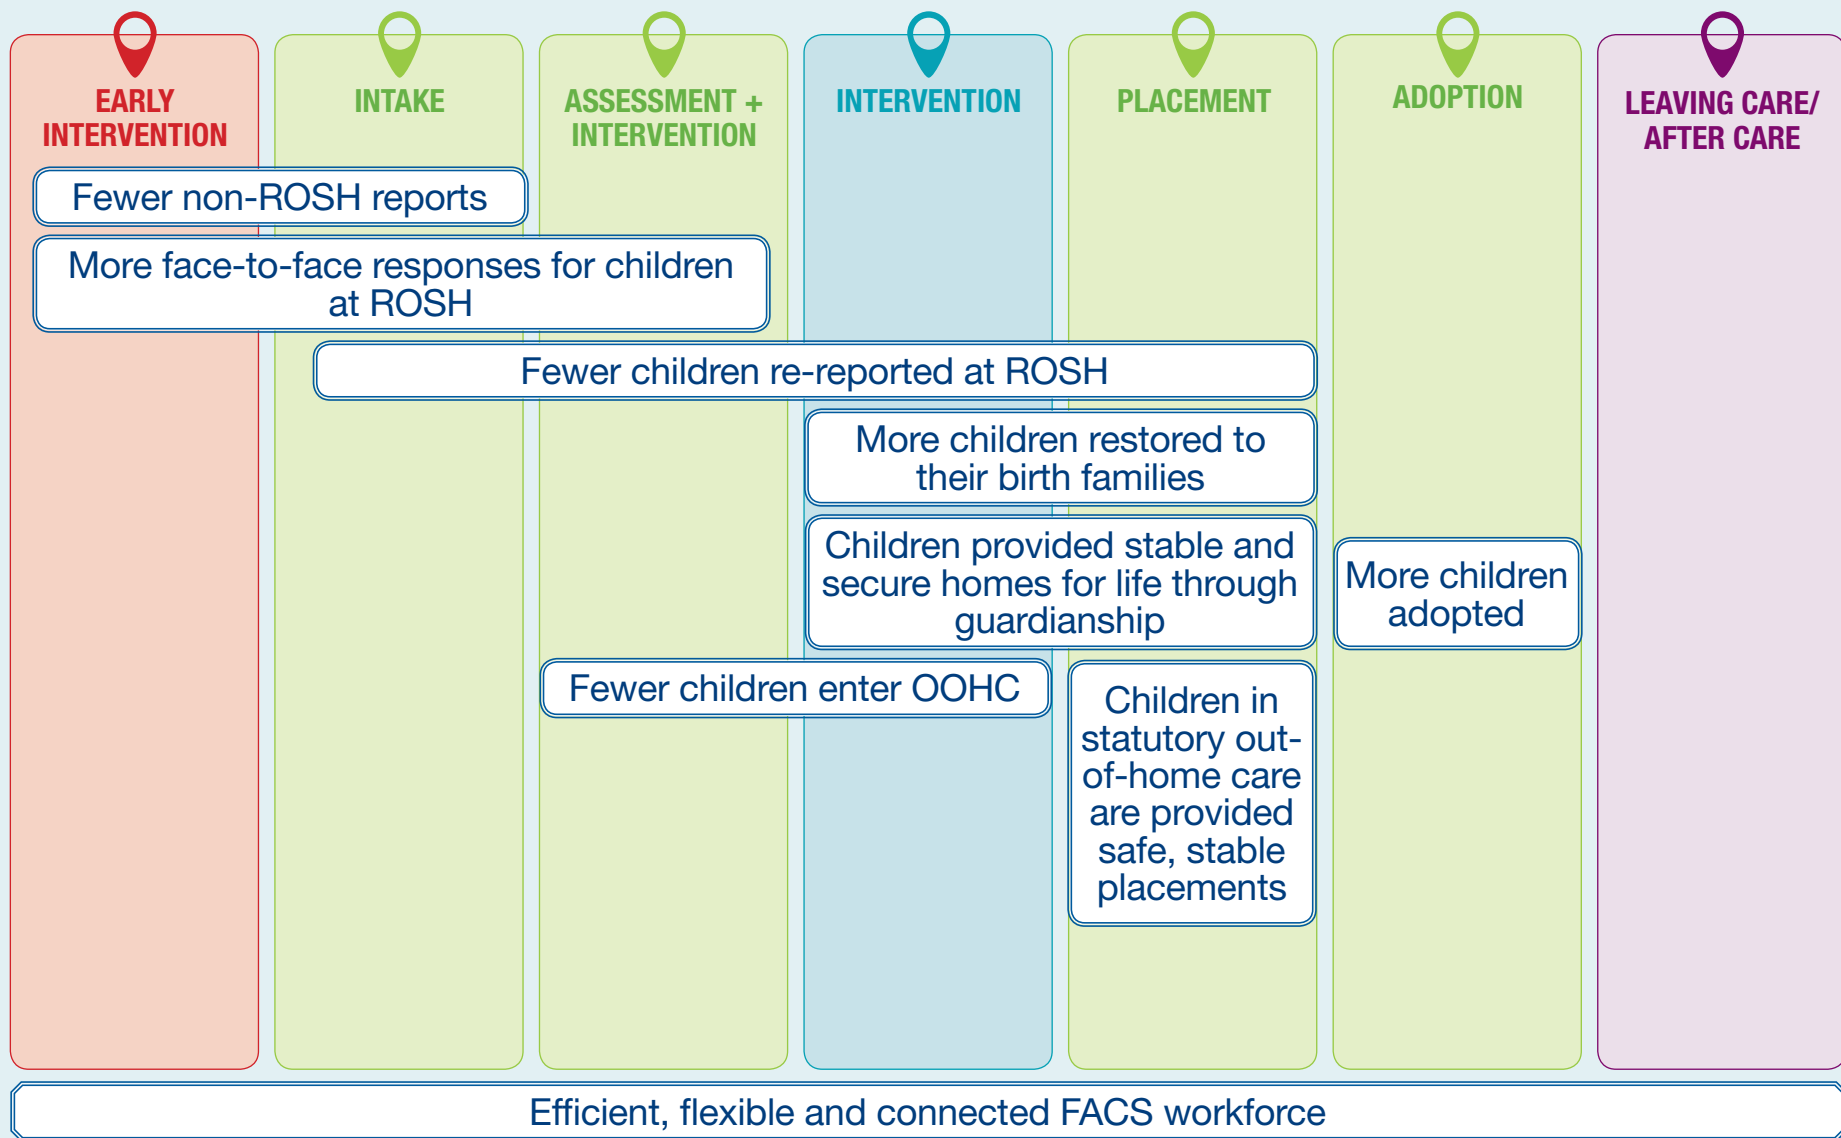 EARLY
INTERVENTION
INTAKE
ASSESSMENT +
INTERVENTION
INTERVENTION
PLACEMENT
ADOPTION
LEAVING CARE/
AFTER CARE
Fewer non-ROSH reports
More face-to-face responses for children
at ROSH
Fewer children re-reported at ROSH
More children restored to
their birth families
Children provided stable and
secure homes for life through
guardianship
More children
adopted
Fewer children enter OOHC
Children in
statutory out-
of-home care
are provided
safe, stable
placements
Efficient, flexible and connected FACS workforce